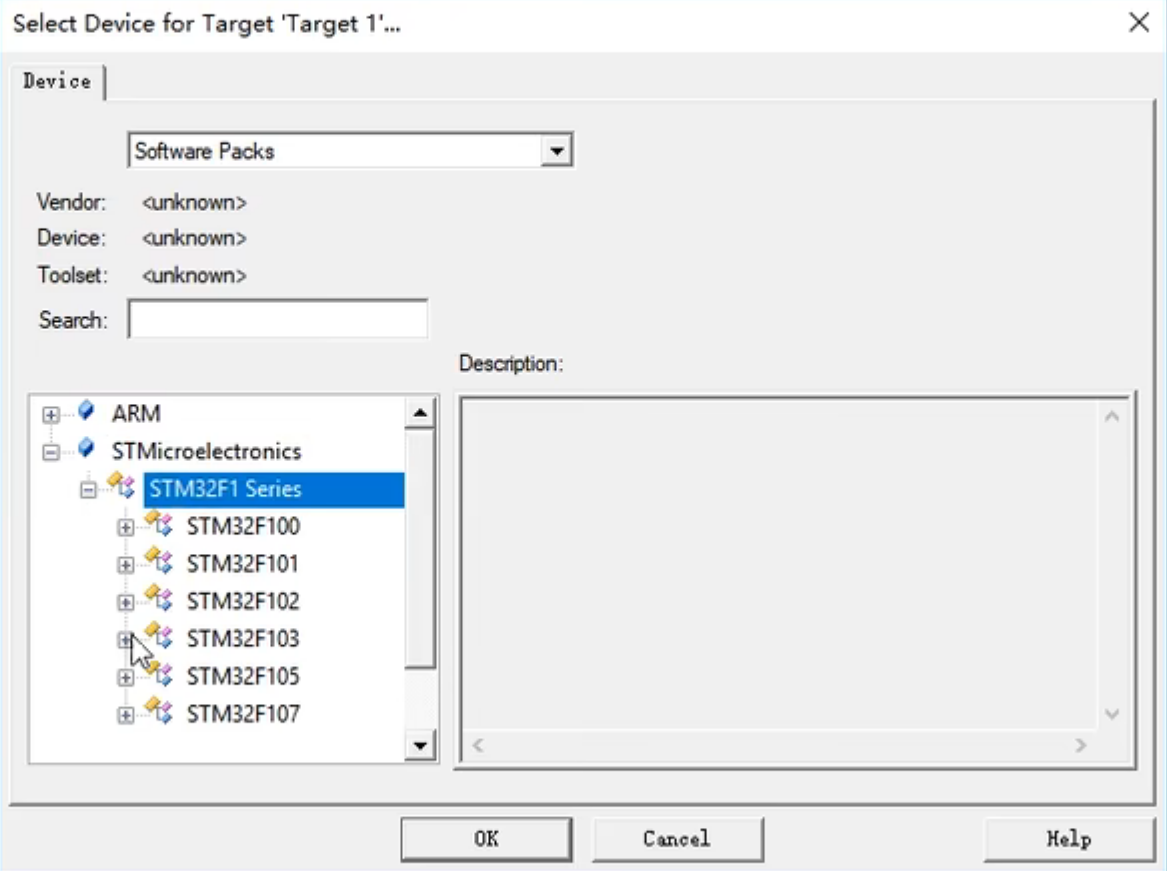 Select Device for Target 'Target 1'...
Device
Software Packs
Vendor: <unknown>
Device: <unknown>
Toolset: <unknown>
Search:
Description:
ARM
STMicroelectronics
STM32F1 Series
STM32F100
STM32F101
STM32F102
STM32F103
STM32F105
STM32F107
OK Cancel Help